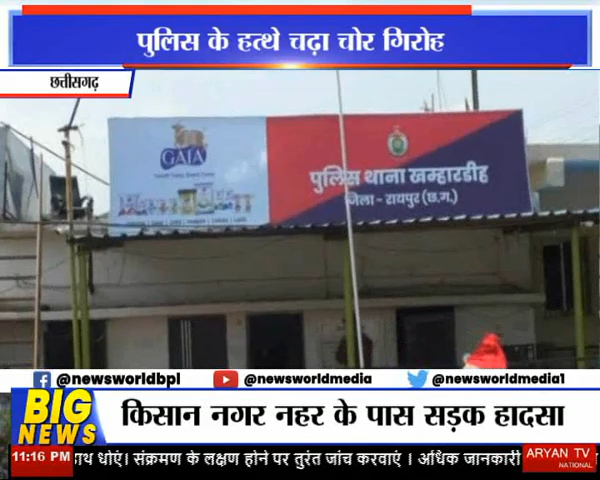 पुलिस के हत्थे चढ़ा चोर गिरोह
छत्तीसगढ़
GAIA
पुलिस थाना खम्हारडीह
जिला - रायपुर (छ.ग.)
@newsworldbpl @newsworldmedia @newsworldmedia1
BIG NEWS
किसान नगर नहर के पास सड़क हादसा
11:16 PM हाथ धोएं। संक्रमण के लक्षण होने पर तुरंत जांच करवाएं । अधिक जानकारी
ARYAN TV
NATIONAL